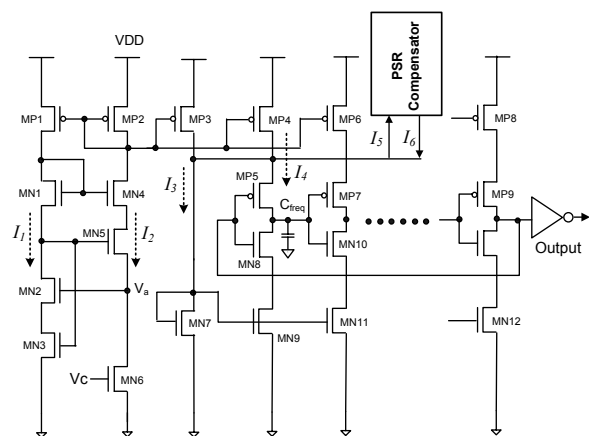 VDD
PSR
Compensator
MP1
MP2
MP3
MP4
MP6
MP8
I5
I6
I3
I4
MN1
MN4
MP5
Cfreq
MP7
MP9
I1
MN5
I2
MN8
MN10
Output
MN2
Va
MN3
MN7
MN9
MN11
MN12
Vc
MN6